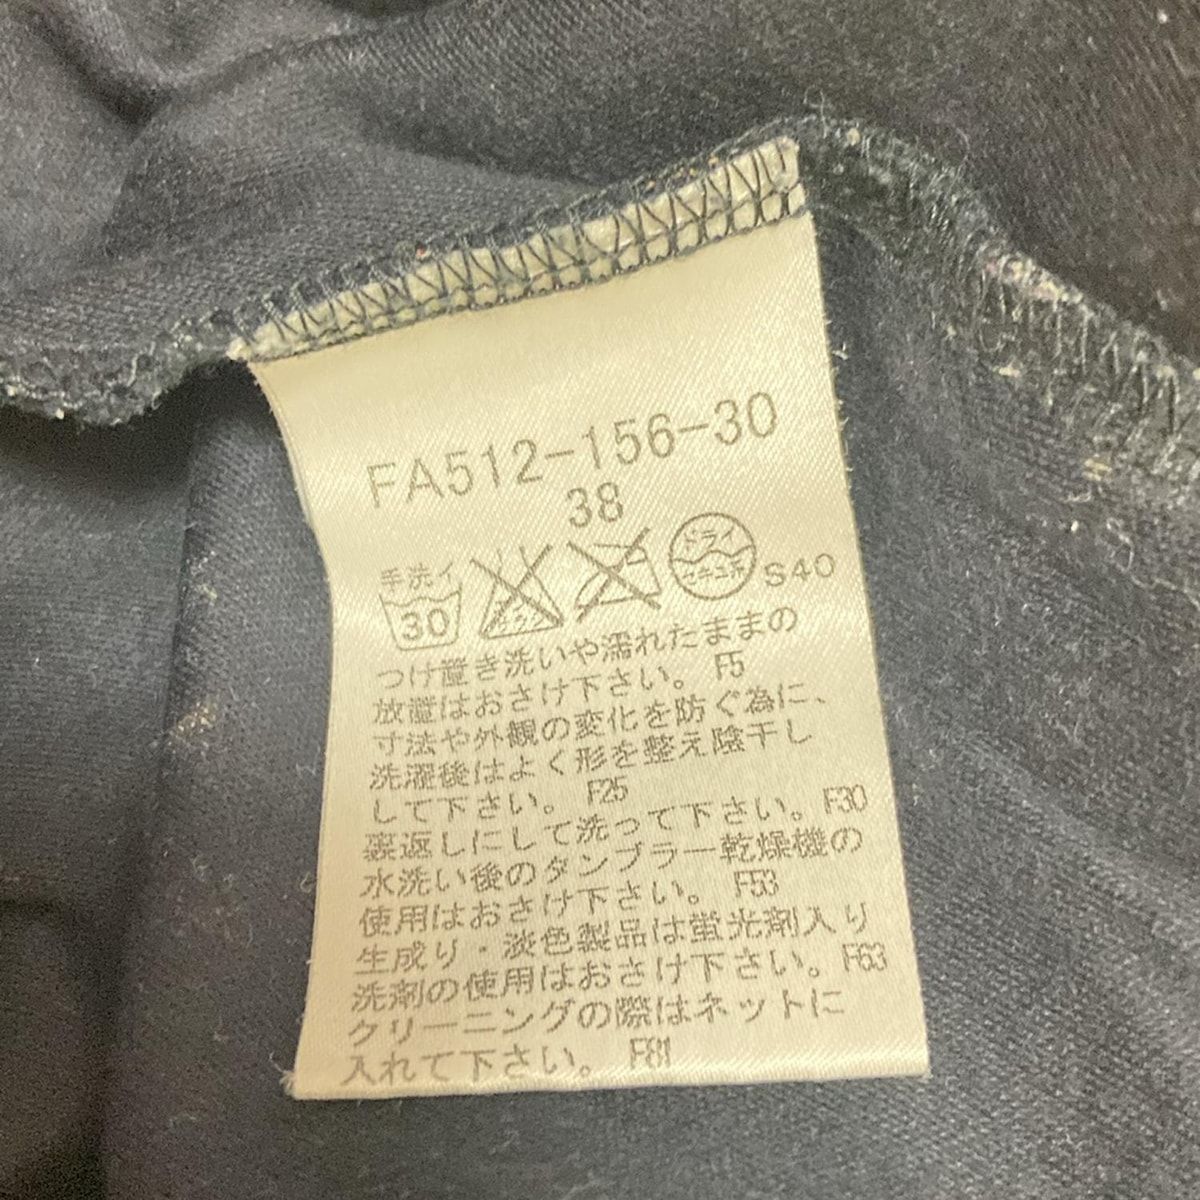 FA512-156-30
38
手洗イ
30
ドライ
セキユ系
S40
つけ置き洗いや濡れたままの
放置はおさけ下さい。 F5
寸法や外観の変化を防ぐ為に、
洗濯後はよく形を整え陰干し
して下さい。 F25
裏返しにして洗って下さい。F30
水洗い後のタンブラー乾燥機の
使用はおさけ下さい。 F53
生成り・淡色製品は蛍光剤入り
洗剤の使用はおさけ下さい。F63
クリーニングの際はネットに
入れて下さい。 F81